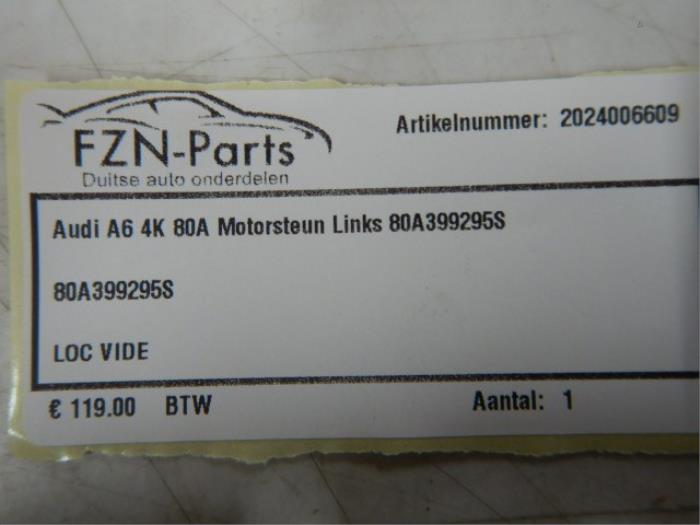 FZN-Parts
Duitse auto onderdelen
Artikelnummer: 2024006609
Audi A6 4K 80A Motorsteun Links 80A399295S
80A399295S
LOC VIDE
€ 119.00 BTW Aantal: 1